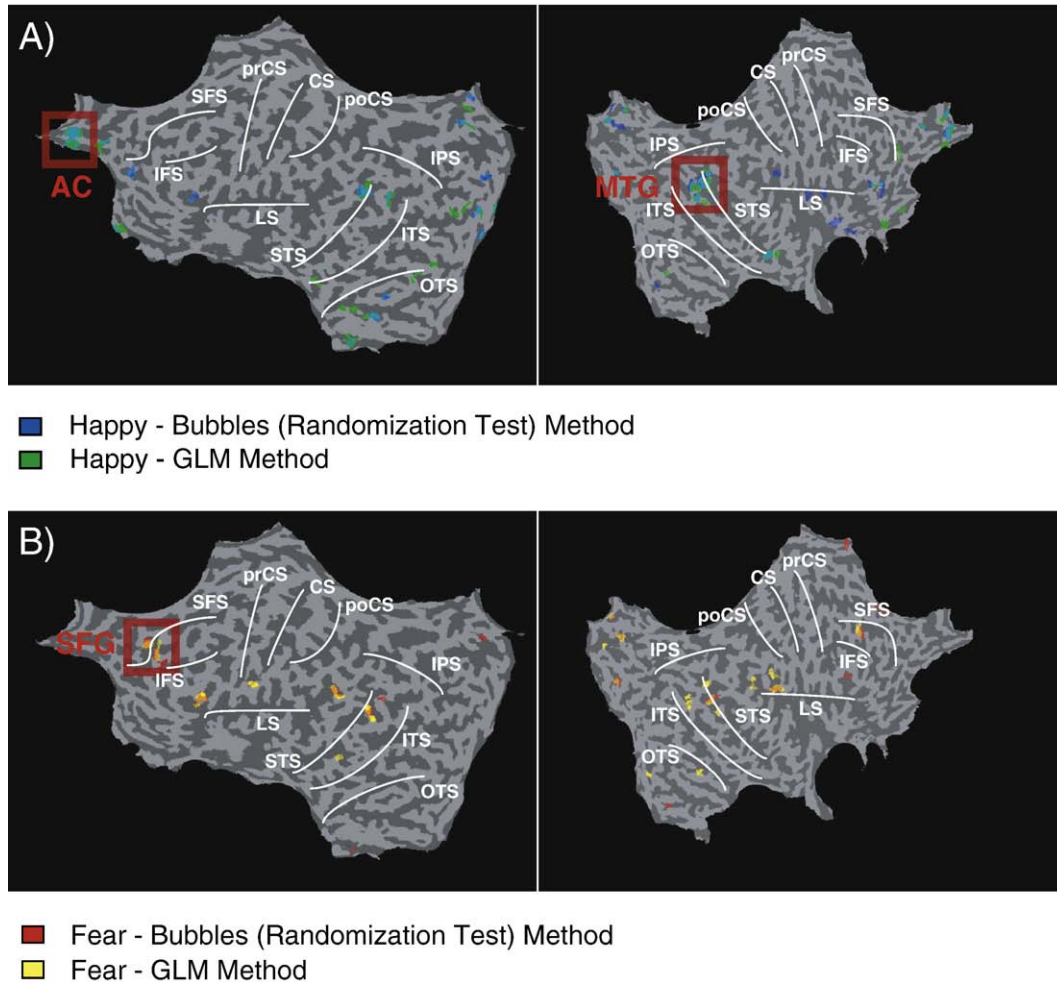 A)
prCS
CS
SFS
poCS
IPS
AC
IFS
LS
STS
ITS
OTS
prCS
CS
SFS
poCS
IPS
IFS
MTG
ITS
STS
LS
OTS
Happy - Bubbles (Randomization Test) Method
Happy - GLM Method
B)
prCS
CS
SFS
poCS
SFG
IPS
IFS
LS
STS
ITS
OTS
prCS
CS
poCS
SFS
IPS
IFS
ITS
STS
LS
OTS
Fear - Bubbles (Randomization Test) Method
Fear - GLM Method